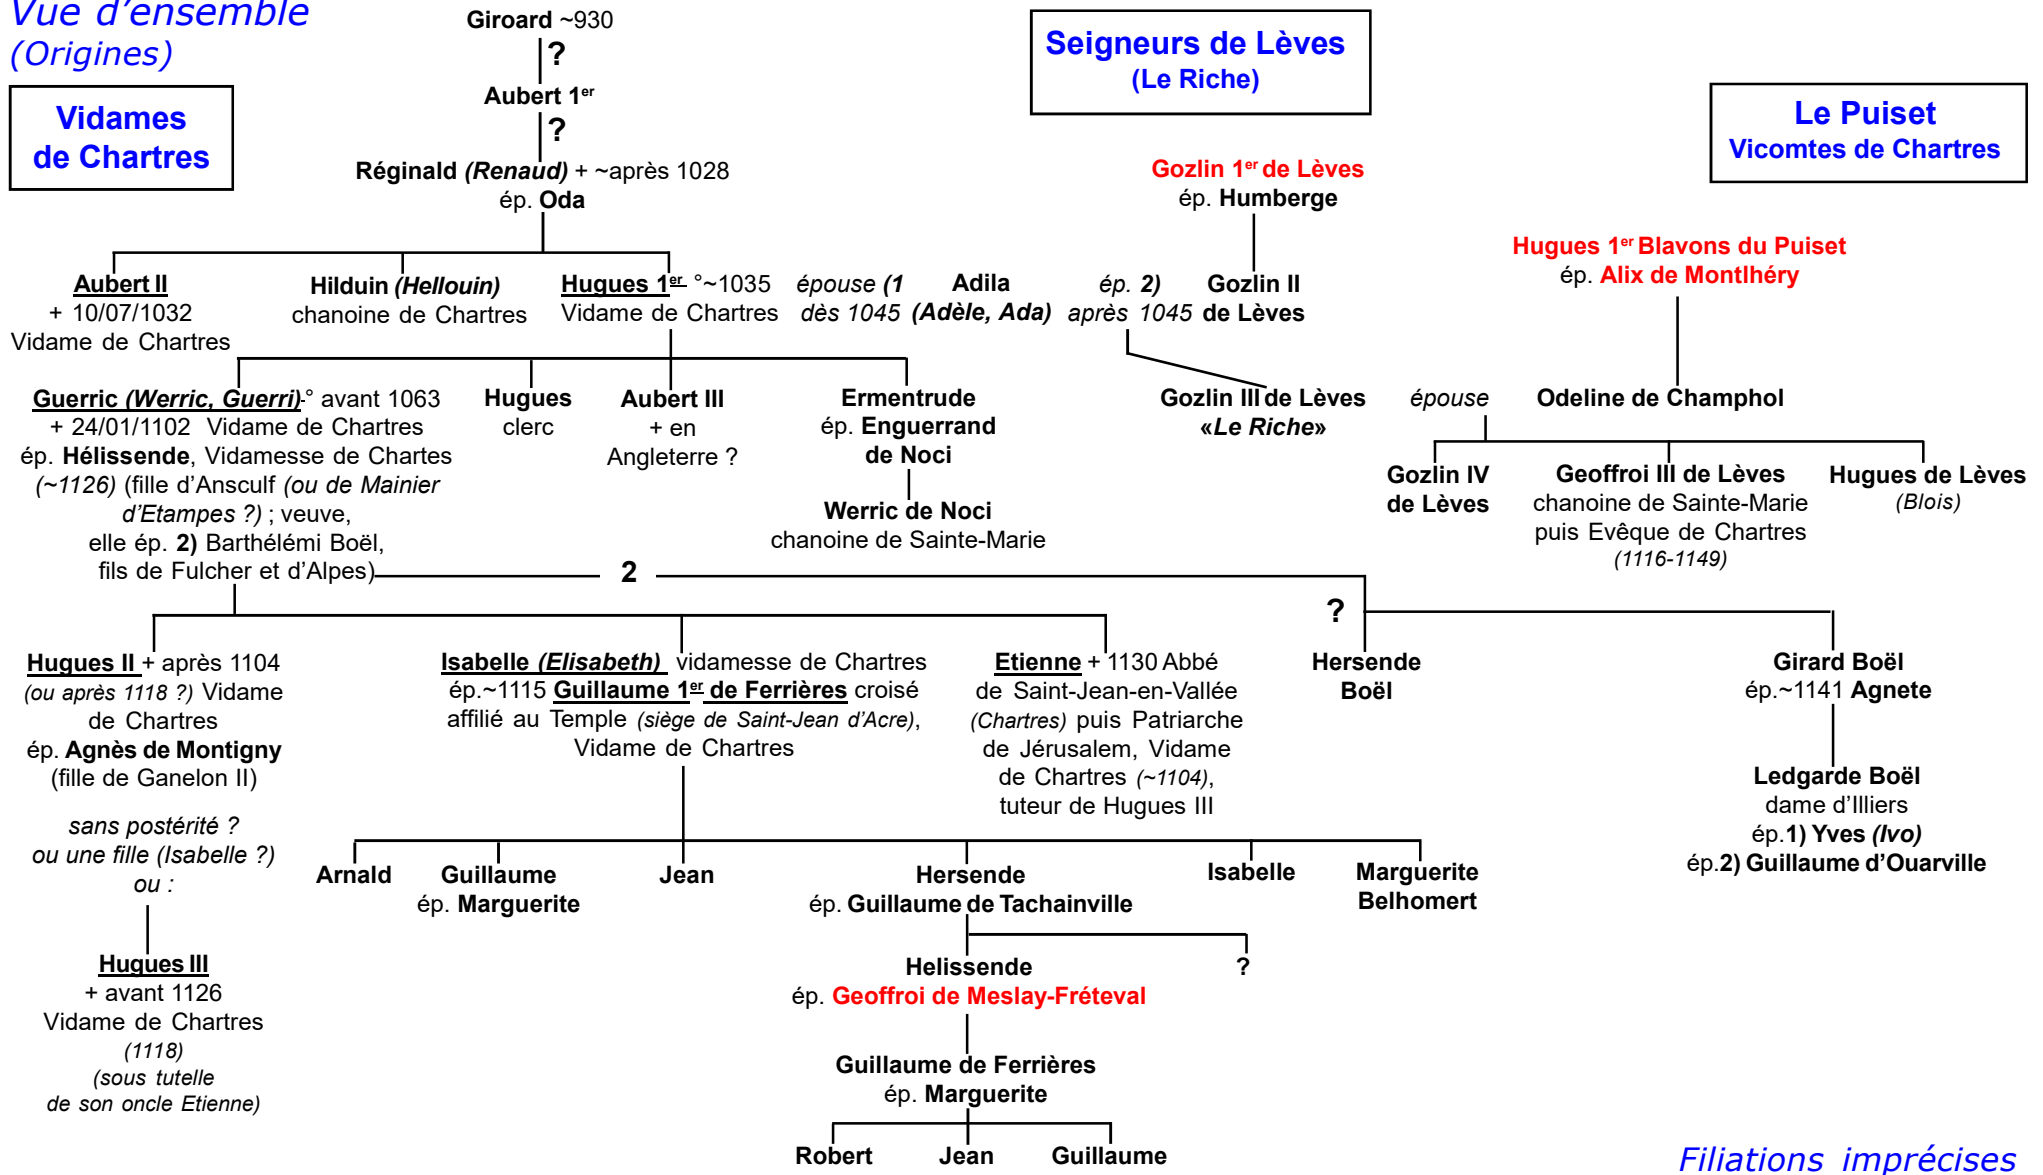 Vue d’ensemble
(Origines)
Vidames
de Chartres
Giroard ~930
?
Aubert 1er
?
Réginald (Renaud) + ~après 1028
ép. Oda
Seigneurs de Lèves
(Le Riche)
Le Puiset
Vicomtes de Chartres
Gozlin 1er de Lèves
ép. Humberge
Hugues 1er Blavons du Puiset
ép. Alix de Montlhéry
Aubert II
+ 10/07/1032
Vidame de Chartres
Hilduin (Hellouin)
chanoine de Chartres
Hugues 1er °~1035
Vidame de Chartres
épouse (1
dès 1045
Adila
(Adèle, Ada)
ép. 2)
après 1045
Gozlin II
de Lèves
Guerric (Werric, Guerri) ° avant 1063
+ 24/01/1102 Vidame de Chartres
ép. Hélissende, Vidamesse de Chartes
(~1126) (fille d’Ansculf (ou de Mainier
d’Etampes ?) ; veuve,
elle ép. 2) Barthélémi Boël,
fils de Fulcher et d’Alpes)
2
Hugues
clerc
Aubert III
+ en
Angleterre ?
Ermentrude
ép. Enguerrand
de Noci
Werric de Noci
chanoine de Sainte-Marie
Gozlin III de Lèves
«Le Riche»
épouse
Odeline de Champhol
Gozlin IV
de Lèves
Geoffroi III de Lèves
chanoine de Sainte-Marie
puis Evêque de Chartres
(1116-1149)
Hugues de Lèves
(Blois)
?
Hugues II + après 1104
(ou après 1118 ?) Vidame
de Chartres
ép. Agnès de Montigny
(fille de Ganelon II)
sans postérité ?
ou une fille (Isabelle ?)
ou :
Hugues III
+ avant 1126
Vidame de Chartres
(1118)
(sous tutelle
de son oncle Etienne)
Isabelle (Elisabeth) vidamesse de Chartres
ép.~1115 Guillaume 1er de Ferrières croisé
affilié au Temple (siège de Saint-Jean d’Acre),
Vidame de Chartres
Etienne + 1130 Abbé
de Saint-Jean-en-Vallée
(Chartres) puis Patriarche
de Jérusalem, Vidame
de Chartres (~1104),
tuteur de Hugues III
Hersende
Boël
Girard Boël
ép.~1141 Agnete
Ledgarde Boël
dame d’Illiers
ép.1) Yves (Ivo)
ép.2) Guillaume d’Ouarville
Arnald
Guillaume
ép. Marguerite
Jean
Hersende
ép. Guillaume de Tachainville
Isabelle
Marguerite
Belhomert
Helissende
ép. Geoffroi de Meslay-Fréteval
?
Guillaume de Ferrières
ép. Marguerite
Robert
Jean
Guillaume
Filiations imprécises